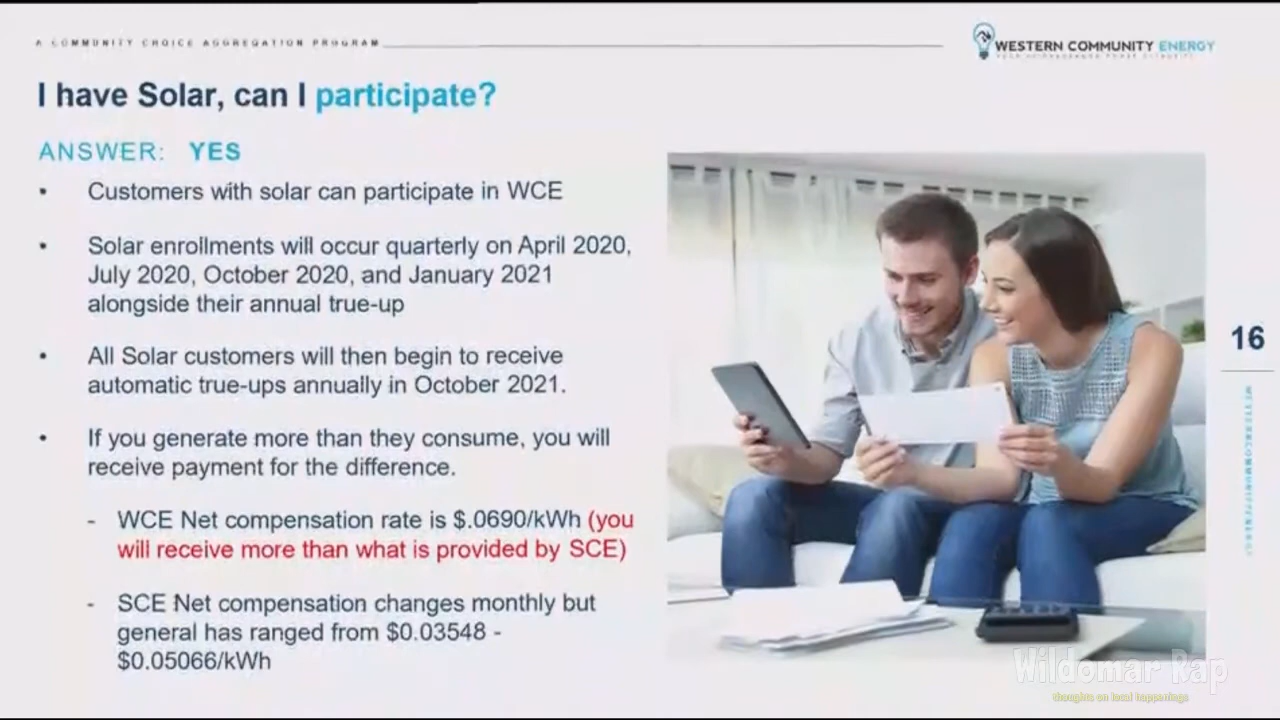 A COMMUNITY CHOICE AGGREGATION PROGRAM
WESTERN COMMUNITY ENERGY
I have Solar, can I participate?
ANSWER: YES
• Customers with solar can participate in WCE
• Solar enrollments will occur quarterly on April 2020,
July 2020, October 2020, and January 2021
alongside their annual true-up
• All Solar customers will then begin to receive
automatic true-ups annually in October 2021.
• If you generate more than they consume, you will
receive payment for the difference.
- WCE Net compensation rate is $.0690/kWh (you
will receive more than what is provided by SCE)
- SCE Net compensation changes monthly but
general has ranged from $0.03548 -
$0.05066/kWh
16
WESTERN COMMUNITY ENERGY
Wildomar Rap
thoughts on local happenings